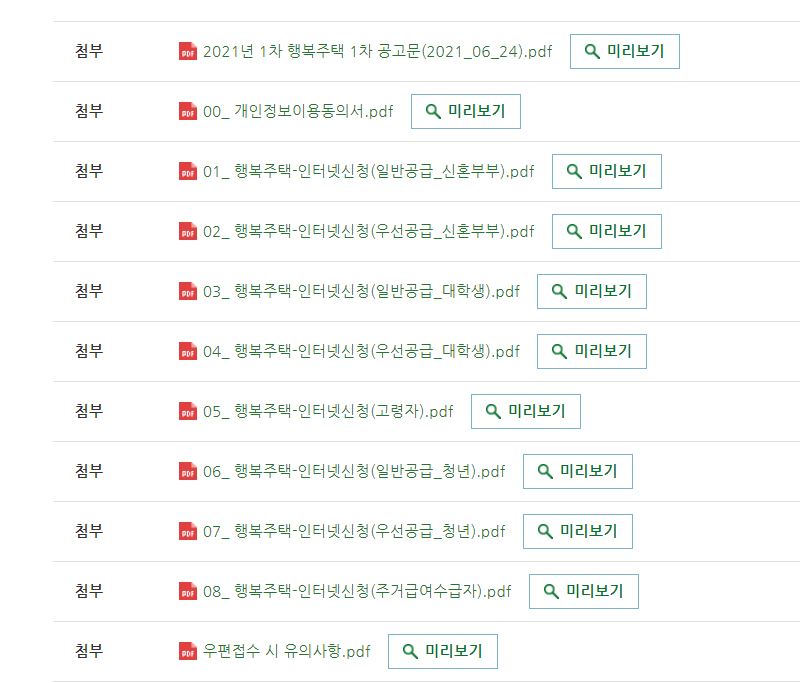 첨부 PDF 2021년 1차 행복주택 1차 공고문(2021_06_24).pdf 미리보기
첨부 PDF 00_ 개인정보이용동의서.pdf 미리보기
첨부 PDF 01_ 행복주택-인터넷신청(일반공급_신혼부부).pdf 미리보기
첨부 PDF 02_ 행복주택-인터넷신청(우선공급_신혼부부).pdf 미리보기
첨부 PDF 03_ 행복주택-인터넷신청(일반공급_대학생).pdf 미리보기
첨부 PDF 04_ 행복주택-인터넷신청(우선공급_대학생).pdf 미리보기
첨부 PDF 05_ 행복주택-인터넷신청(고령자).pdf 미리보기
첨부 PDF 06_ 행복주택-인터넷신청(일반공급_청년).pdf 미리보기
첨부 PDF 07_ 행복주택-인터넷신청(우선공급_청년).pdf 미리보기
첨부 PDF 08_ 행복주택-인터넷신청(주거급여수급자).pdf 미리보기
첨부 PDF 우편접수 시 유의사항.pdf 미리보기